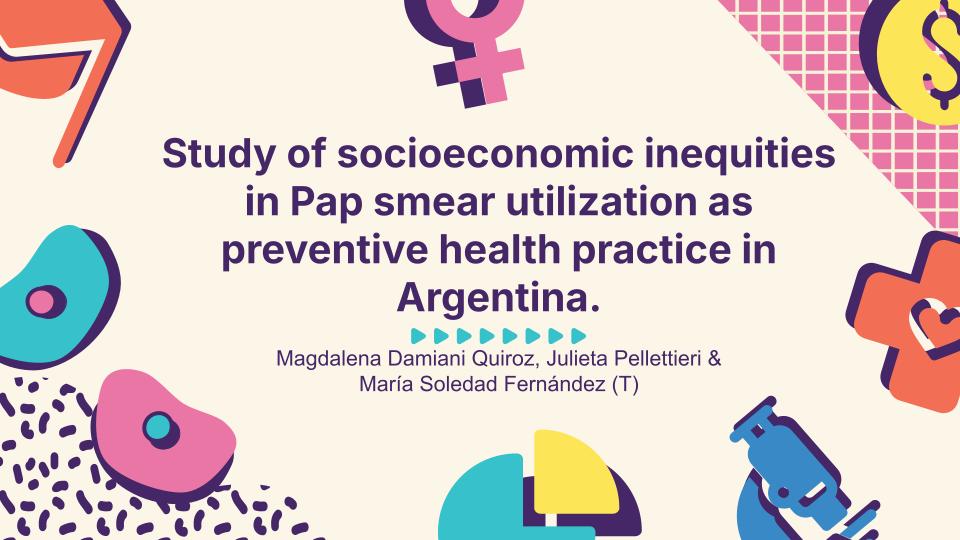 Study of socioeconomic inequities
in Pap smear utilization as
preventive health practice in
Argentina.
Magdalena Damiani Quiroz, Julieta Pellettieri &
María Soledad Fernández (T)